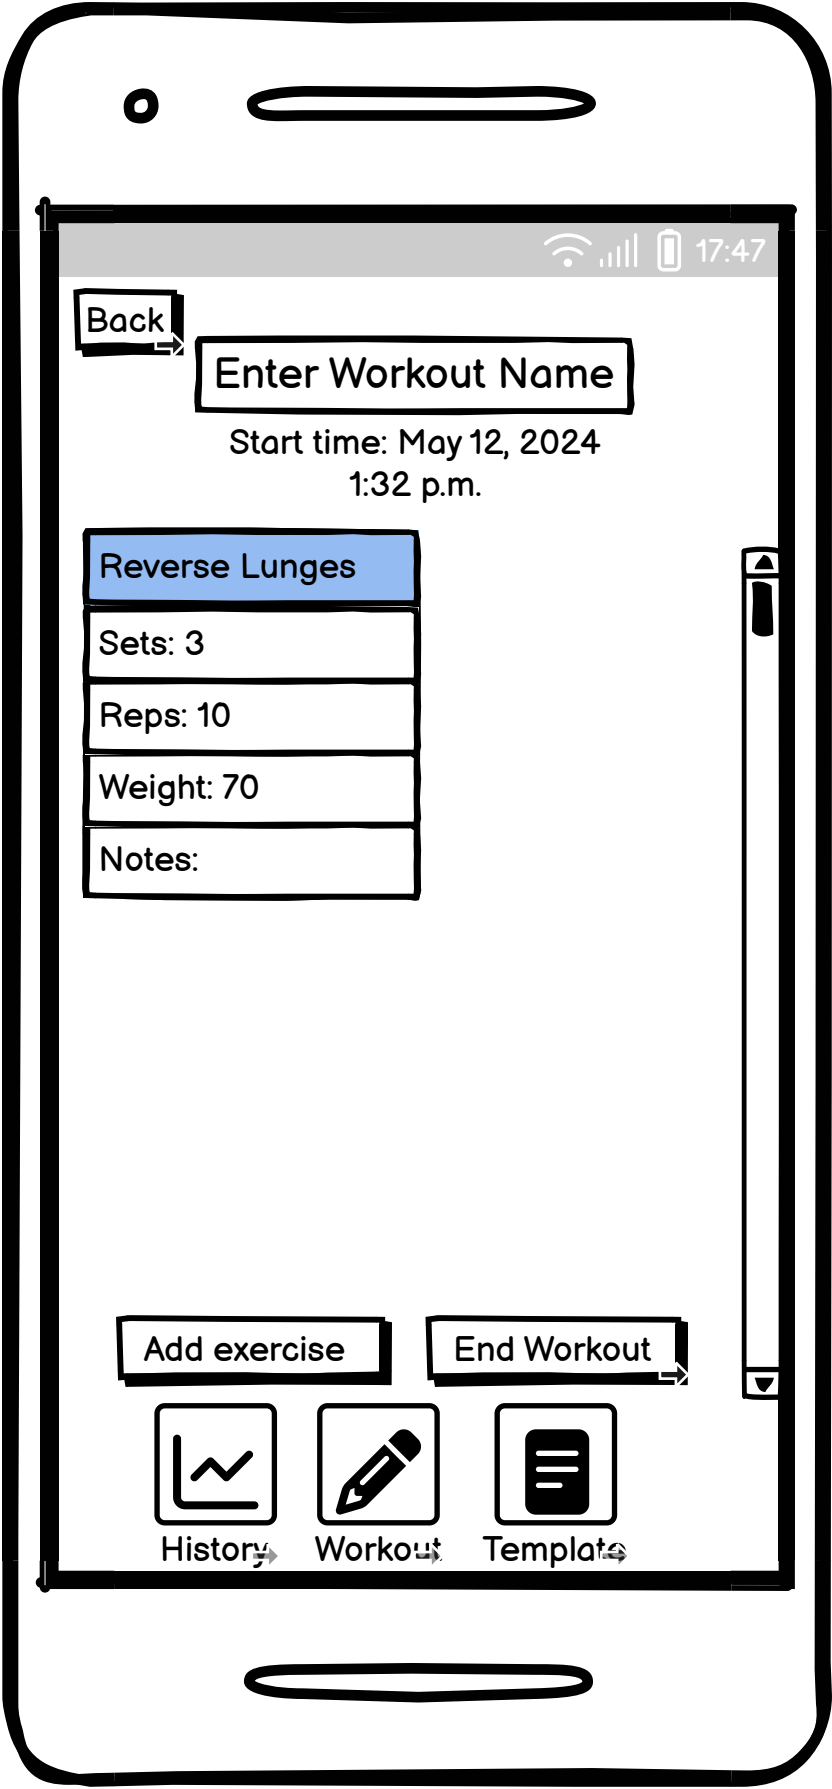 17:47
Back
Enter Workout Name
Start time: May 12, 2024
1:32 p.m.
Reverse Lunges
Sets: 3
Reps: 10
Weight: 70
Notes:
Add exercise End Workout
History Workout Template